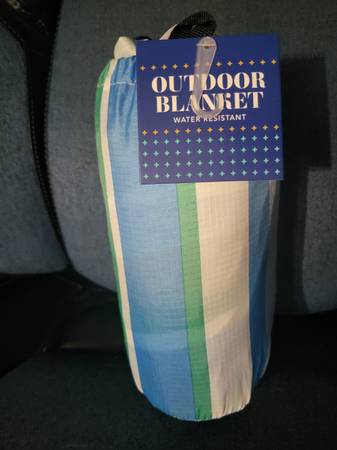 OUTDOOR
BLANKET
WATER RESISTANT